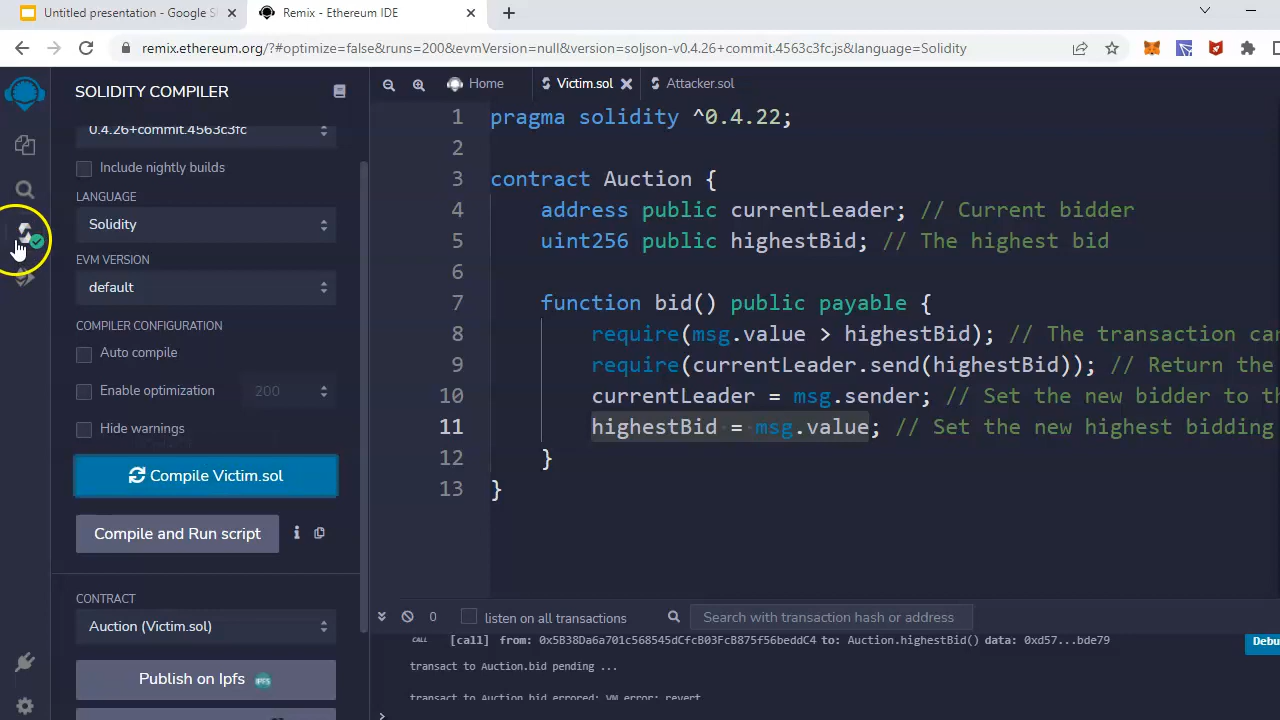 Untitled presentation - Google S
Remix - Ethereum IDE
remix.ethereum.org/?#optimize=false&runs=200&evmVersion=null&version=soljson-v0.4.26+commit.4563c3fc.js&language=Solidity
SOLIDITY COMPILER
0.4.26+commit.4563c3fc
Include nightly builds
LANGUAGE
Solidity
EVM VERSION
default
COMPILER CONFIGURATION
Auto compile
Enable optimization
200
Hide warnings
Compile Victim.sol
Compile and Run script
CONTRACT
Auction (Victim.sol)
Publish on Ipfs
IPFS
Home
Victim.sol
Attacker.sol
1 pragma solidity ^0.4.22;
2
3 contract Auction {
4 address public currentLeader; // Current bidder
5 uint256 public highestBid; // The highest bid
6
7 function bid() public payable {
8 require(msg.value > highestBid); // The transaction can
9 require(currentLeader.send(highestBid)); // Return the
10 currentLeader = msg.sender; // Set the new bidder to th
11 highestBid = msg.value; // Set the new highest bidding
12 }
13 }
0
listen on all transactions
Search with transaction hash or address
CALL [call] from: 0x5B38Da6a701c568545dCfcB03FcB875f56beddC4 to: Auction.highestBid() data: 0xd57...bde79
Debu
transact to Auction.bid pending ...
transact to Auction.bid errored: VM error: revert
>